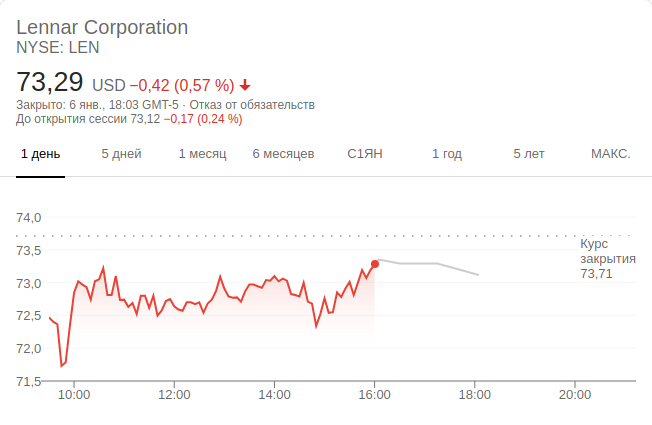 Lennar Corporation
NYSE: LEN
73,29 USD −0,42 (0,57 %)
Закрыто: 6 янв., 18:03 GMT-5 · Отказ от обязательств
До открытия сессии 73,12 −0,17 (0,24 %)
1 день 5 дней 1 месяц 6 месяцев С1ЯН 1 год 5 лет МАКС.
74,0
73,5
73,0
72,5
72,0
71,5
Курс
закрытия
73,71
10:00 12:00 14:00 16:00 18:00 20:00